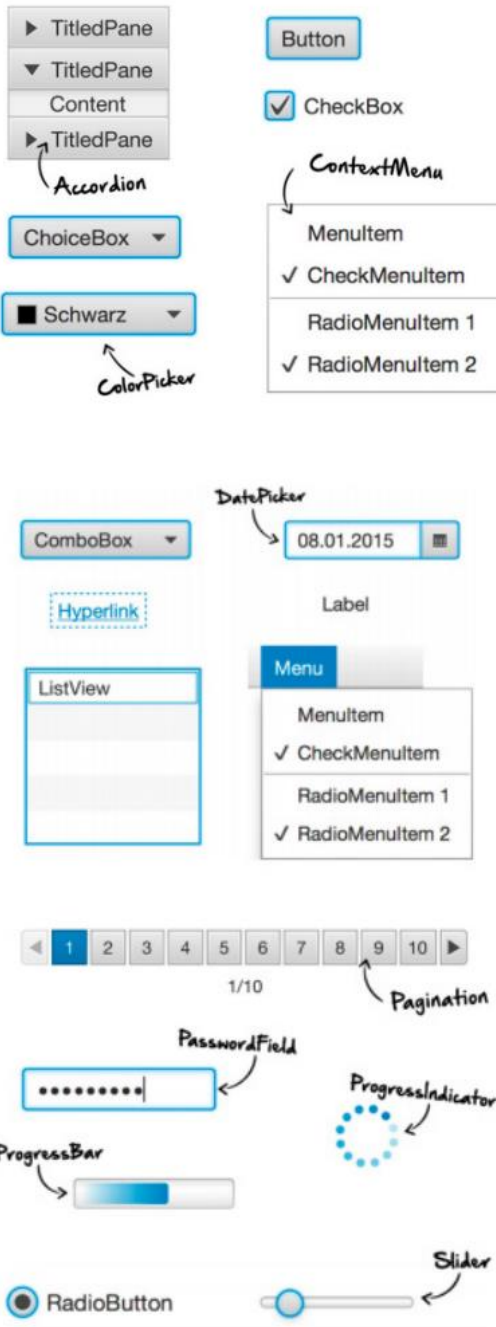 TitledPane
TitledPane
Content
TitledPane
Accordion
Button
CheckBox
ContextMenu
ChoiceBox
MenuItem
CheckMenuItem
RadioMenuItem 1
RadioMenuItem 2
Schwarz
ColorPicker
DatePicker
ComboBox
08.01.2015
Hyperlink
Label
ListView
Menu
MenuItem
CheckMenuItem
RadioMenuItem 1
RadioMenuItem 2
1 2 3 4 5 6 7 8 9 10
1/10
Pagination
PasswordField
ProgressIndicator
ProgressBar
Slider
RadioButton